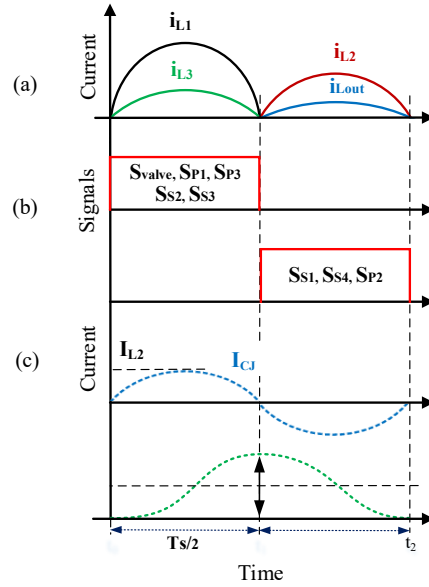 iL1
iL2
(a)
Current
iL3
iLout
(b)
Signals
Svalve, SP1, SP3
SS2, SS3
SS1, SS4, SP2
(c)
Current
IL2
ICJ
Ts/2
t2
Time